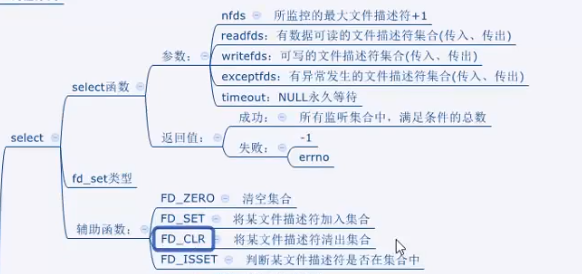 nfds 所监控的最大文件描述符+1
readfds：有数据可读的文件描述符集合(传入、传出)
参数： writefds：可写的文件描述符集合(传入、传出)
exceptfds：有异常发生的文件描述符集合(传入、传出)
select函数
timeout：NULL永久等待
成功： 所有监听集合中，满足条件的总数
返回值：
-1
失败：
errno
select
fd_set类型
FD_ZERO 清空集合
FD_SET 将某文件描述符加入集合
辅助函数：
FD_CLR 将某文件描述符清出集合
FD_ISSET 判断某文件描述符是否在集合中